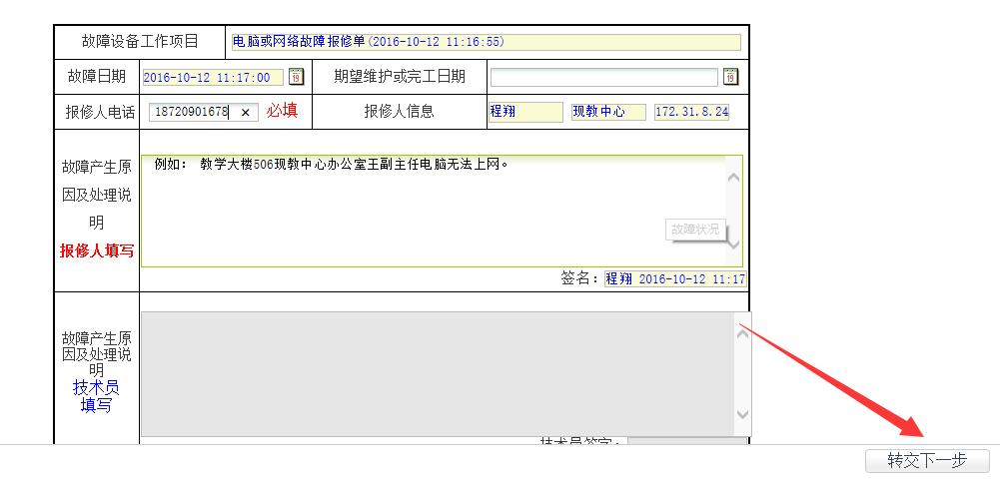 故障设备工作项目 电脑或网络故障报修单(2016-10-12 11:16:55)
故障日期 2016-10-12 11:17:00 19 期望维护或完工日期 19
报修人电话 18720901678 × 必填 报修人信息 程翔 现教中心 172.31.8.24
故障产生原
因及处理说
明
报修人填写
例如： 教学大楼506现教中心办公室王副主任电脑无法上网。
故障状况
签名：程翔 2016-10-12 11:17
故障产生原
因及处理说
明
技术员
填写
技术员签字：
转交下一步